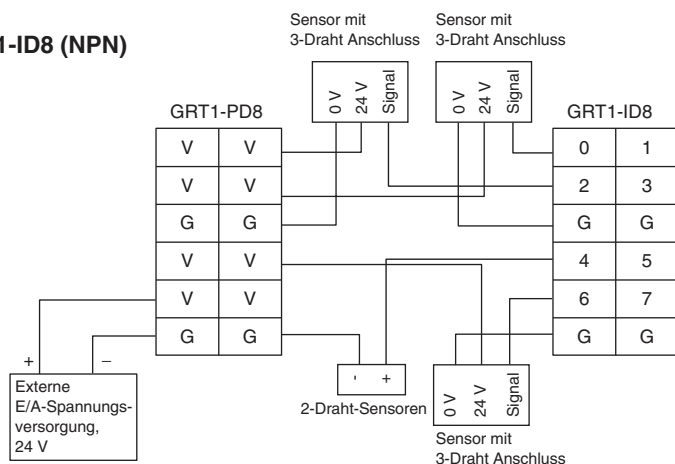 1-ID8 (NPN)
Sensor mit
3-Draht Anschluss
Sensor mit
3-Draht Anschluss
0 V
24 V
Signal
0 V
24 V
Signal
GRT1-PD8
GRT1-ID8
V V
0 1
V V
2 3
G G
G G
V V
4 5
V V
6 7
G G
G G
+ –
Externe
E/A-Spannungs-
versorgung,
24 V
- +
2-Draht-Sensoren
0 V
24 V
Signal
Sensor mit
3-Draht Anschluss